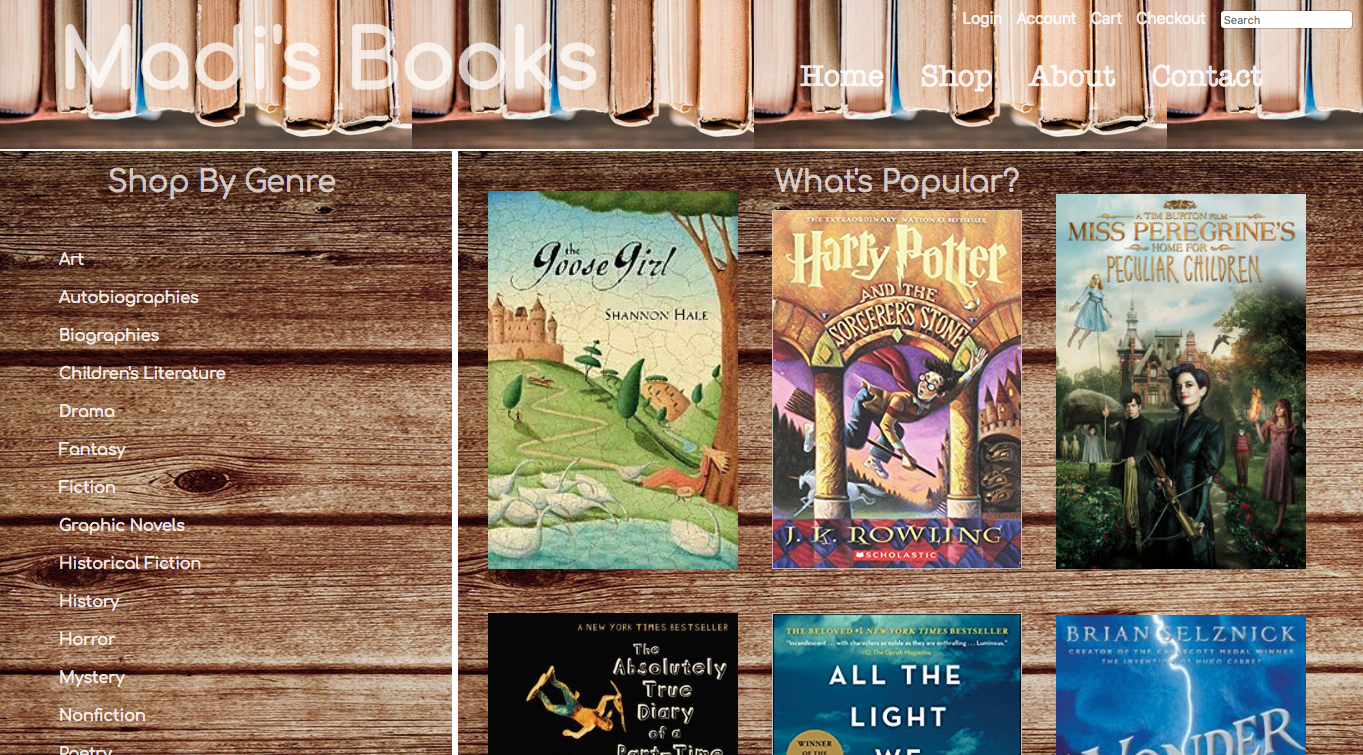 Login Account Cart Checkout Search
Madi's Books
Home Shop About Contact
Shop By Genre
Art
Autobiographies
Biographies
Children's Literature
Drama
Fantasy
Fiction
Graphic Novels
Historical Fiction
History
Horror
Mystery
Nonfiction
Poetry
What's Popular?
the
Goose Girl
SHANNON HALE
THE EXTRAORDINARY NATIONAL BESTSELLER
Harry Potter
AND THE
SORCERER'S STONE
J. K. ROWLING
SCHOLASTIC
A TIM BURTON FILM
MISS PEREGRINE'S
HOME FOR
PECULIAR CHILDREN
A NEW YORK TIMES BESTSELLER
The
Absolutely
True
Diary
of a
Part-Time
THE BELOVED #1 NEW YORK TIMES BESTSELLER
"Incandescent . . . with characters as noble as they are enthralling . . . Luminous."
—O, The Oprah Magazine
ALL THE
LIGHT
WE
WINNER
OF THE
BRIAN SELZNICK
CREATOR OF THE CALDECOTT MEDAL WINNER
THE INVENTION OF HUGO CABRET
WONDER